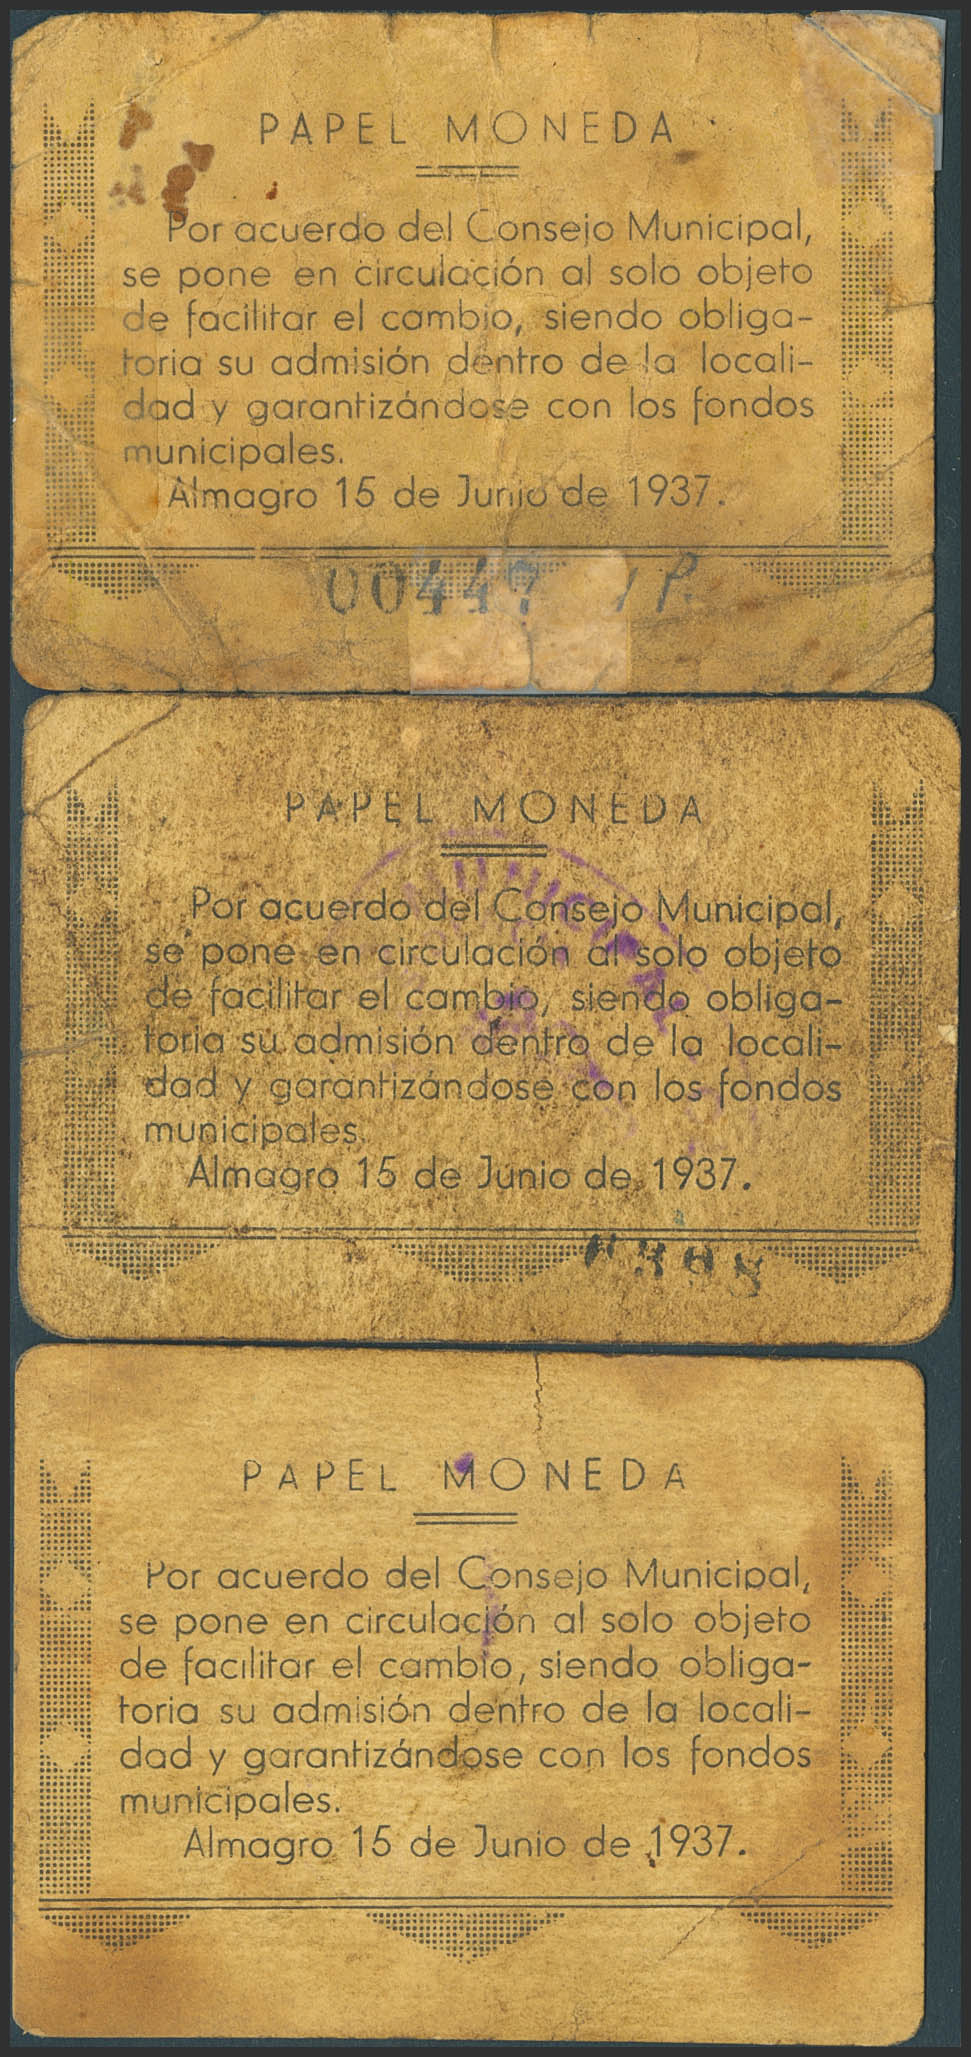 PAPEL MONEDA
Por acuerdo del Consejo Municipal,
se pone en circulación al solo objeto
de facilitar el cambio, siendo obliga-
toria su admisión dentro de la locali-
dad y garantizándose con los fondos
municipales.
Almagro 15 de Junio de 1937.
00447 1 P.
PAPEL MONEDA
Por acuerdo del Consejo Municipal,
se pone en circulación al solo objeto
de facilitar el cambio, siendo obliga-
toria su admisión dentro de la locali-
dad y garantizándose con los fondos
municipales.
Almagro 15 de Junio de 1937.
PAPEL MONEDA
Por acuerdo del Consejo Municipal,
se pone en circulación al solo objeto
de facilitar el cambio, siendo obliga-
toria su admisión dentro de la locali-
dad y garantizándose con los fondos
municipales.
Almagro 15 de Junio de 1937.